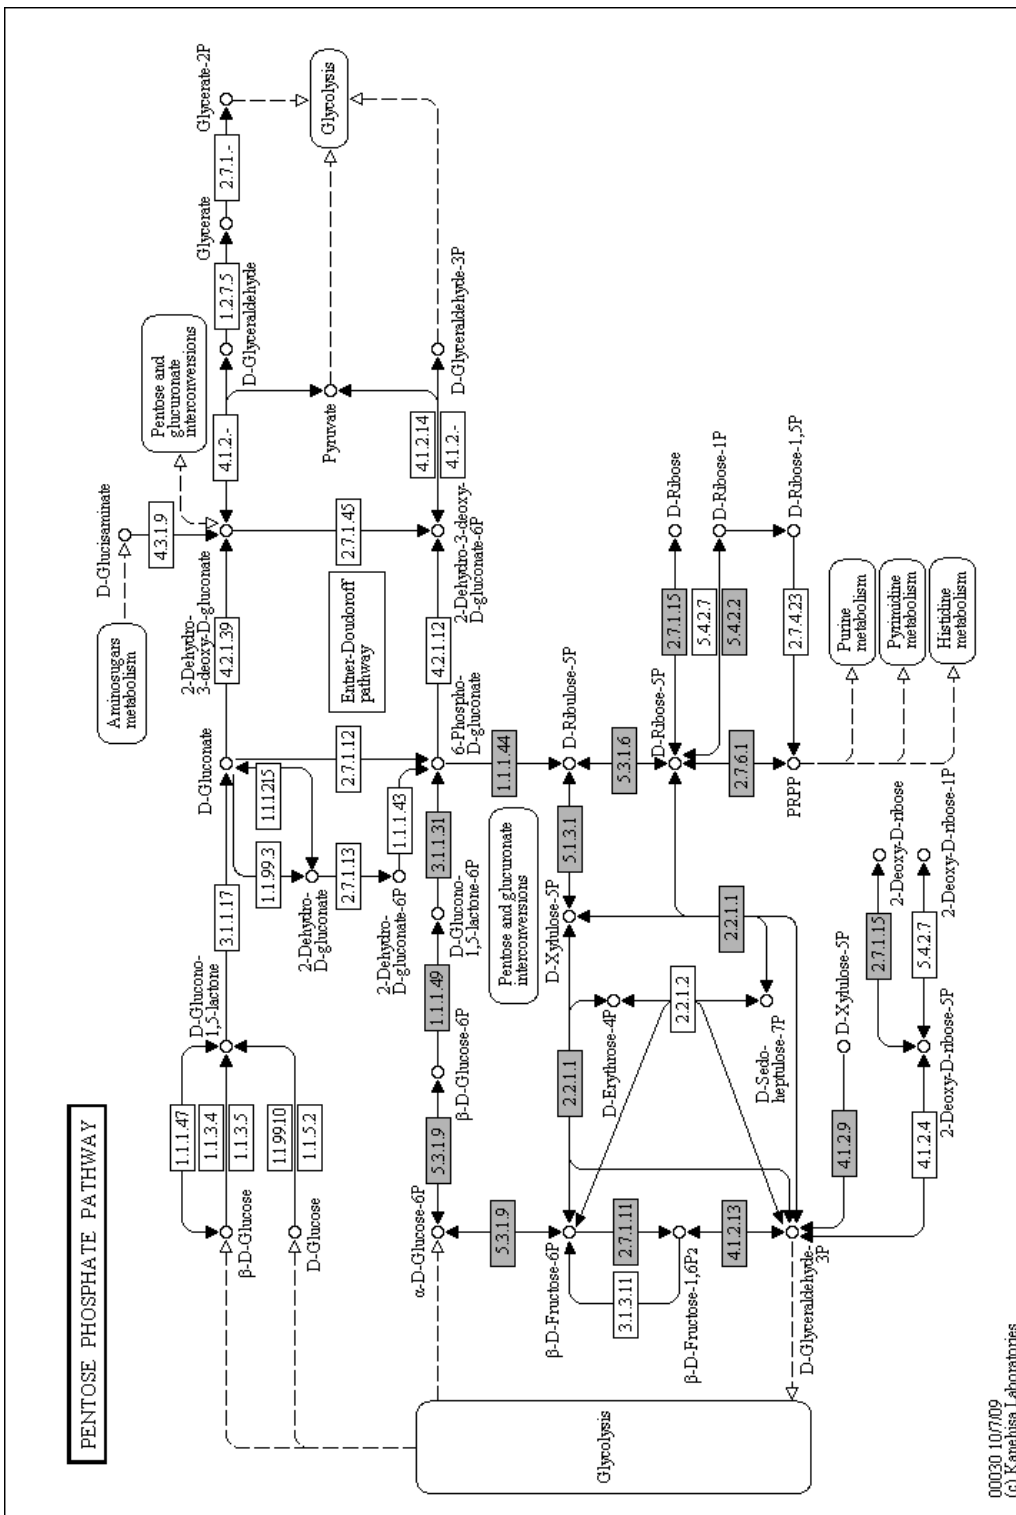 PENTOSE PHOSPHATE PATHWAY
Glycolysis
β-D-Glucose
D-Glucose
1.1.1.47
1.1.3.4
1.1.3.5
1.1.99.10
1.1.5.2
D-Glucono-
1,5-lactone
3.1.1.17
1.1.99.3
1.1.1215
2-Dehydro-
D-gluconate
2.7.1.13
2-Dehydro-
D-gluconate-6P
1.1.1.43
D-Gluconate
2.7.1.12
4.2.1.39
2-Dehydro-
3-deoxy-D-gluconate
Aminosugars
metabolism
D-Glucisaminate
4.3.1.9
Pentose and
glucuronate
interconversions
2.7.1.45
Entner-Doudoroff
pathway
4.1.2.-
D-Glyceraldehyde
1.2.7.5
Glycerate
2.7.1.-
Glycerate-2P
Glycolysis
Pyruvate
4.1.2.14
4.1.2.-
D-Glyceraldehyde-3P
α-D-Glucose-6P
5.3.1.9
β-D-Glucose-6P
1.1.1.49
D-Glucono-
1,5-lactone-6P
3.1.1.31
6-Phospho-
D-gluconate
4.2.1.12
2-Dehydro-3-deoxy-
D-gluconate-6P
5.3.1.9
1.1.1.44
Pentose and glucuronate
interconversions
β-D-Fructose-6P
2.2.1.1
D-Xylulose-5P
5.1.3.1
D-Ribulose-5P
5.3.1.6
3.1.3.11
2.7.1.11
D-Erythrose-4P
2.2.1.2
β-D-Fructose-1,6P2
4.1.2.13
D-Sedo-
heptulose-7P
2.2.1.1
D-Ribose-5P
2.7.1.15
D-Ribose
5.4.2.7
5.4.2.2
D-Ribose-1P
2.7.6.1
2.7.4.23
D-Ribose-1,5P
PRPP
D-Glyceraldehyde-
3P
4.1.2.9
D-Xylulose-5P
2.7.1.15
2-Deoxy-D-ribose
4.1.2.4
2-Deoxy-D-ribose-5P
5.4.2.7
2-Deoxy-D-ribose-1P
Purine
metabolism
Pyrimidine
metabolism
Histidine
metabolism
00030 10/7/09
(c) Kanehisa Laboratories